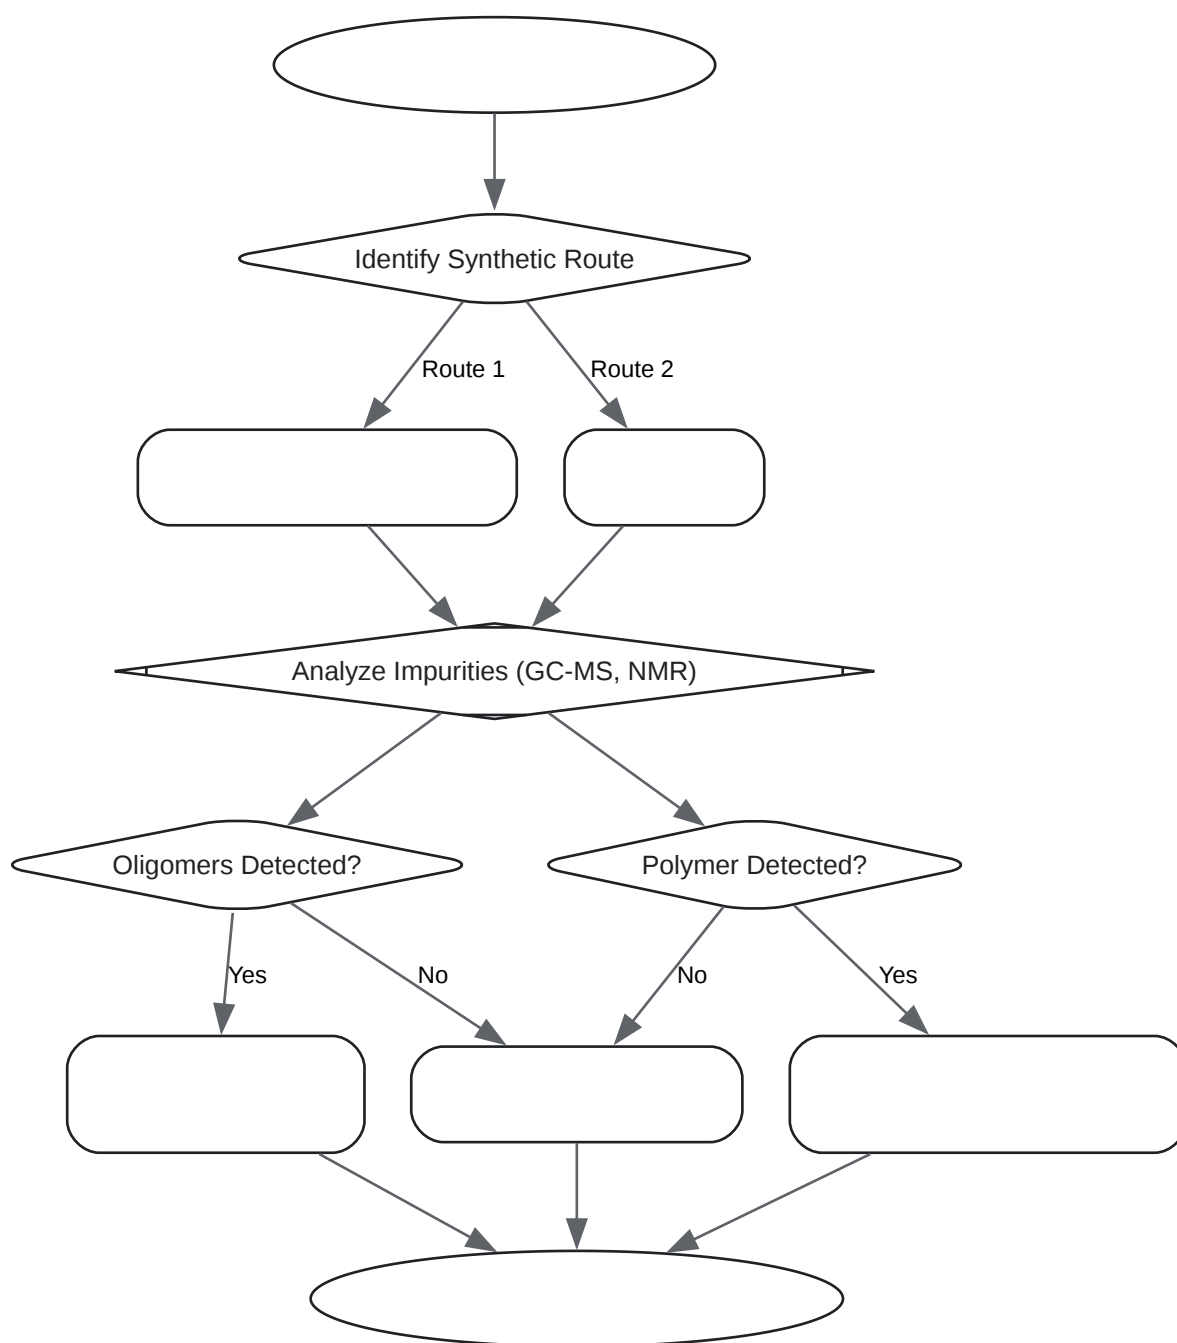 Identify Synthetic Route
Route 1
Route 2
Analyze Impurities (GC-MS, NMR)
Oligomers Detected?
Polymer Detected?
Yes
No
No
Yes